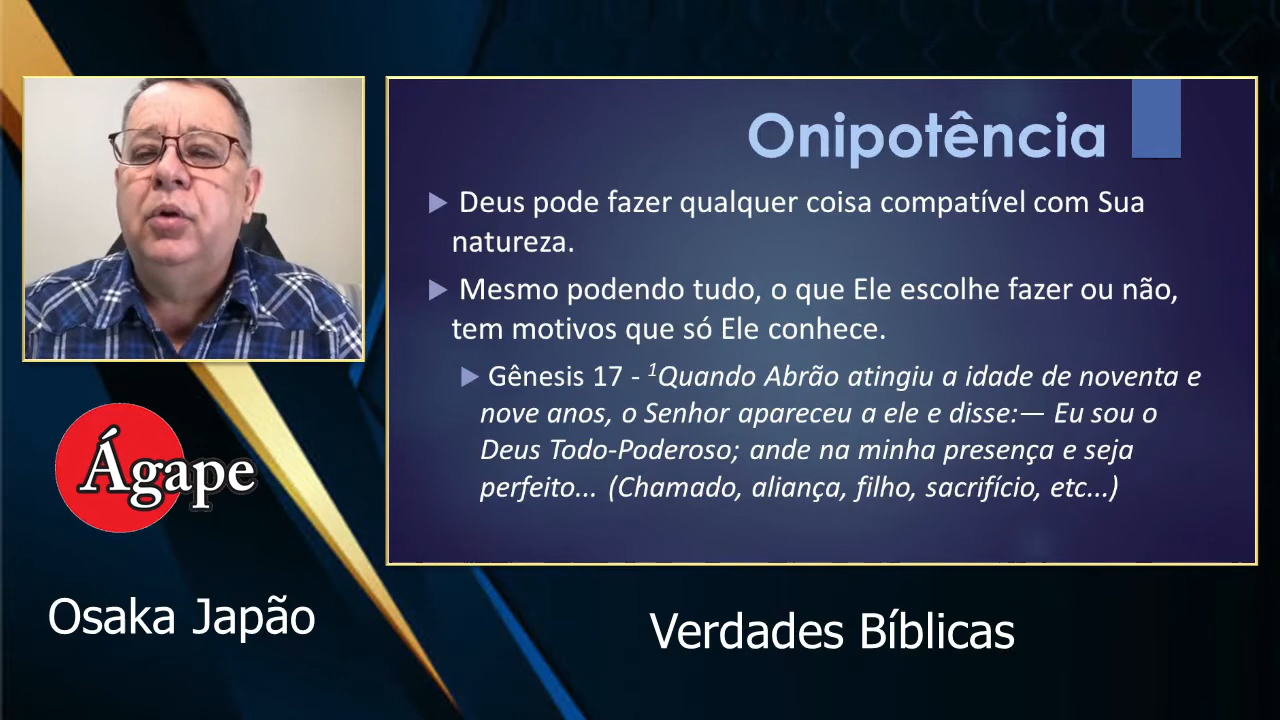 Onipotência
Deus pode fazer qualquer coisa compatível com Sua
natureza.
Mesmo podendo tudo, o que Ele escolhe fazer ou não,
tem motivos que só Ele conhece.
Gênesis 17 - ¹Quando Abrão atingiu a idade de noventa e
nove anos, o Senhor apareceu a ele e disse:— Eu sou o
Deus Todo-Poderoso; ande na minha presença e seja
perfeito... (Chamado, aliança, filho, sacrifício, etc...)
Ágape
Osaka Japão
Verdades Bíblicas